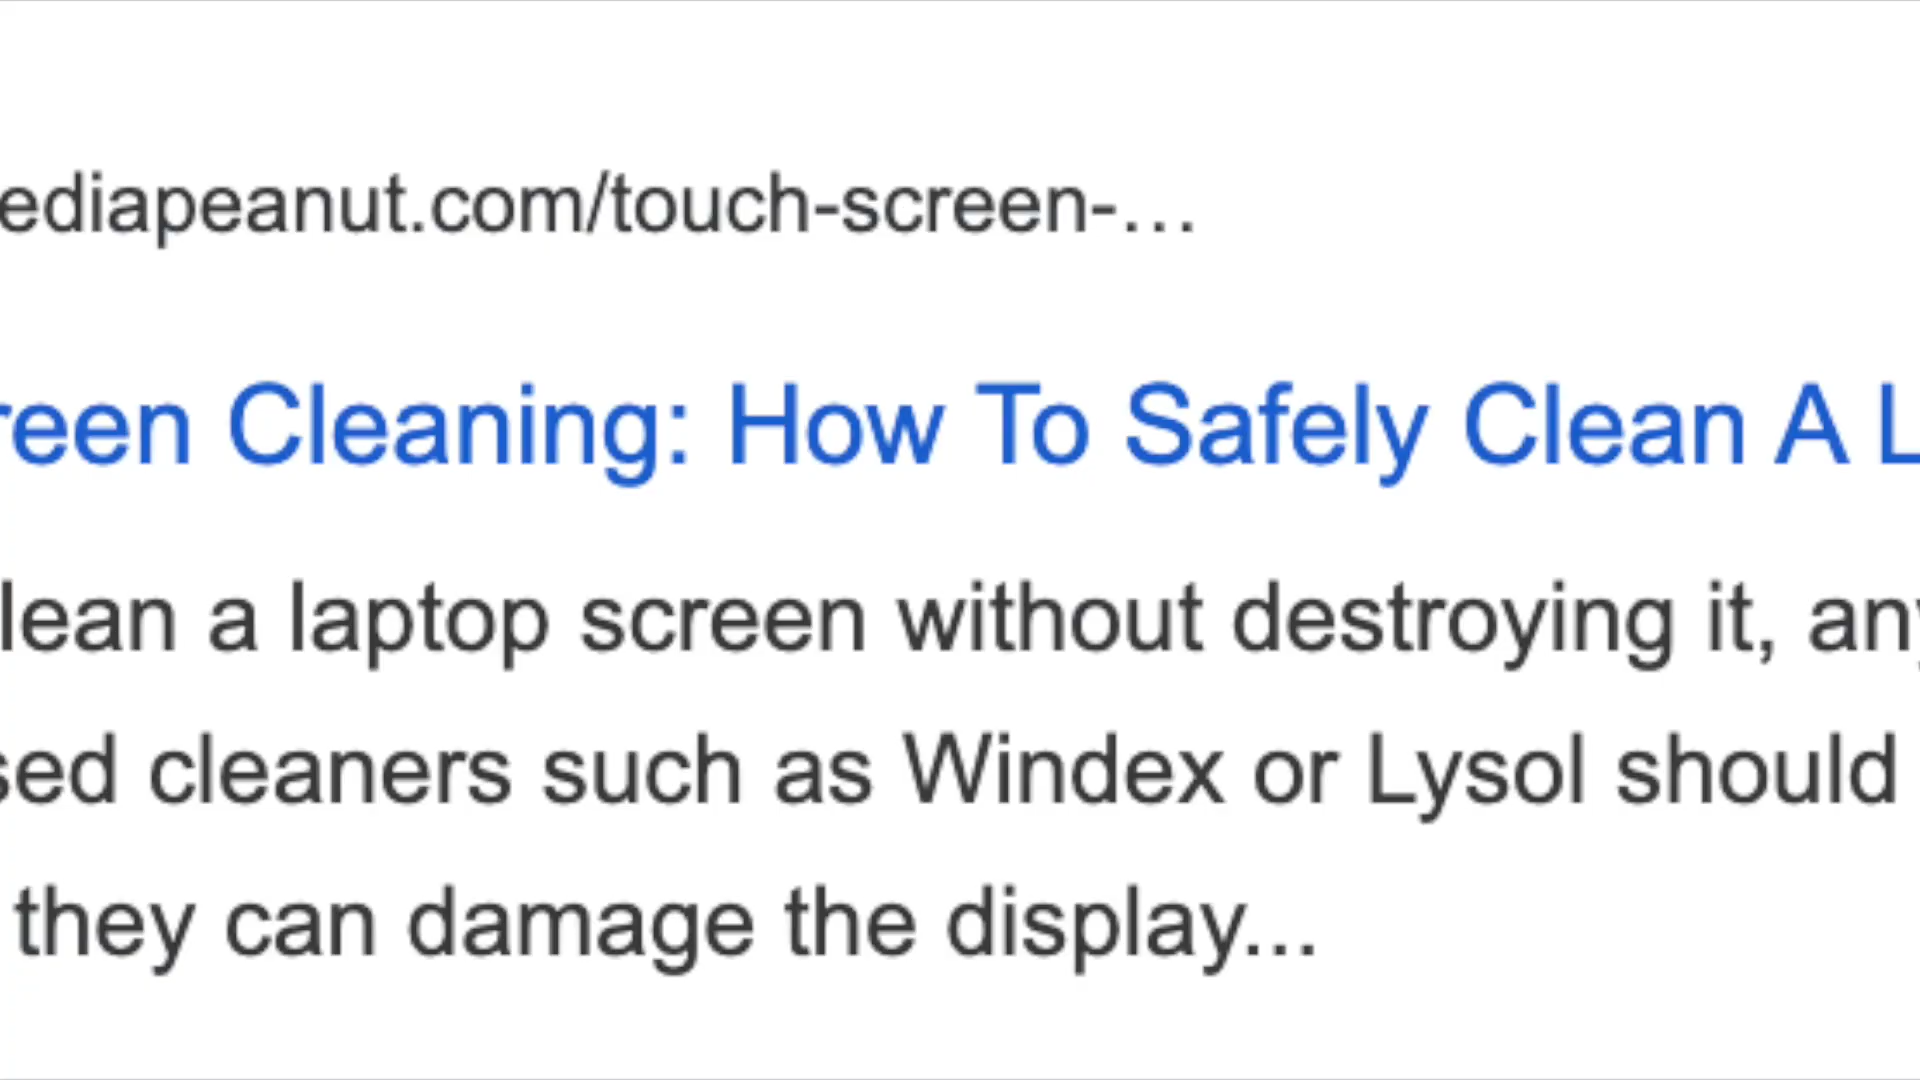 ediapeanut.com/touch-screen-...
reen Cleaning: How To Safely Clean A L
lean a laptop screen without destroying it, any
sed cleaners such as Windex or Lysol should
they can damage the display...